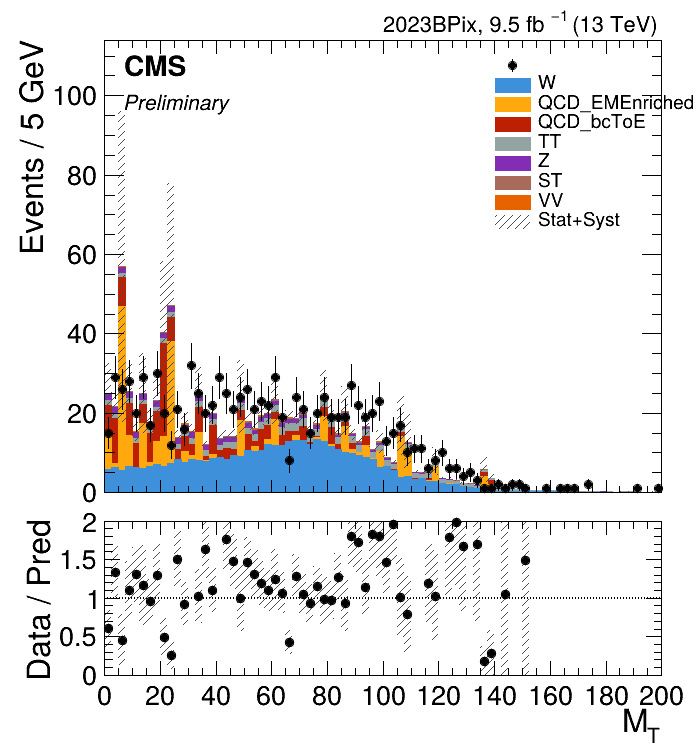 2023BPix, 9.5 fb⁻¹ (13 TeV)
CMS
Preliminary
W
QCD_EMEnriched
QCD_bcToE
TT
Z
ST
VV
Stat+Syst
Events / 5 GeV
100
80
60
40
20
0
Data / Pred
2
1.5
1
0.5
0
0 20 40 60 80 100 120 140 160 180 200
M_T